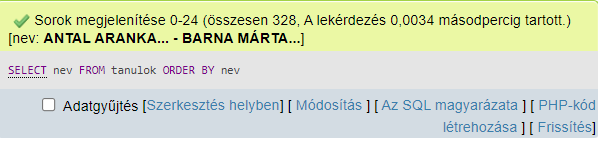 Sorok megjelenítése 0-24 (összesen 328, A lekérdezés 0,0034 másodpercig tartott.)
[nev: ANTAL ARANKA... - BARNA MÁRTA...]
SELECT nev FROM tanulok ORDER BY nev
Adatgyűjtés [Szerkesztés helyben] [ Módosítás ] [ Az SQL magyarázata ] [ PHP-kód
létrehozása ] [ Frissítés]